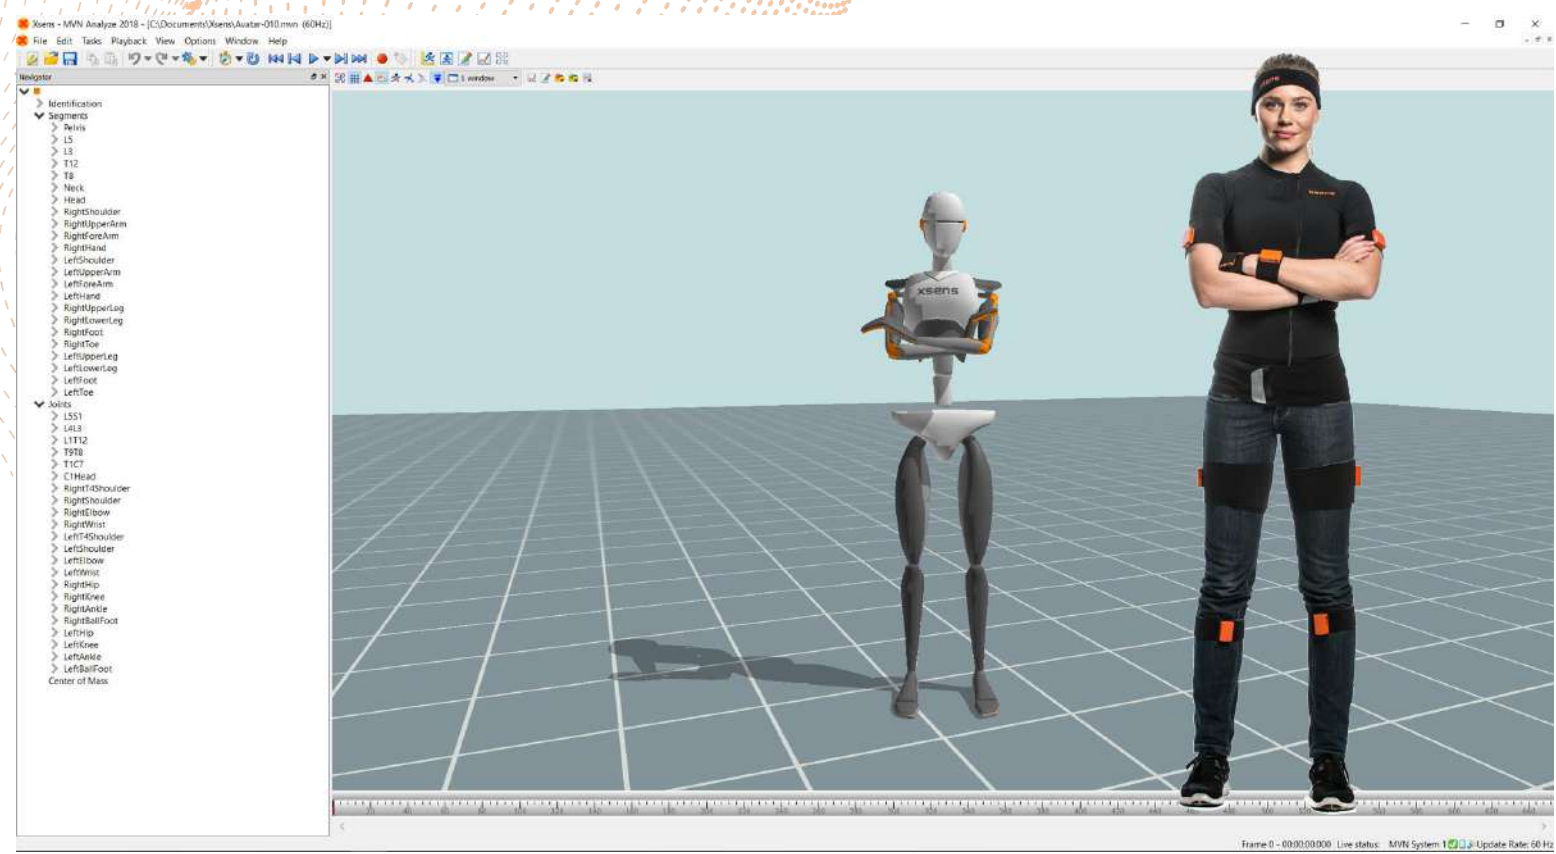 Xsens - MVN Analyze 2018 - [C:\Documents\Xsens\Avatar-010.mvn (60Hz)]
File Edit Tasks Playback View Options Window Help
Navigator
1 window
Identification
Segments
Pelvis
L5
L3
T12
T8
Neck
Head
RightShoulder
RightUpperArm
RightForeArm
RightHand
LeftShoulder
LeftUpperArm
LeftForeArm
LeftHand
RightUpperLeg
RightLowerLeg
RightFoot
RightToe
LeftUpperLeg
LeftLowerLeg
LeftFoot
LeftToe
Joints
L5S1
L4L3
L1T12
T9T8
T1C7
C1Head
RightT4Shoulder
RightShoulder
RightElbow
RightWrist
LeftT4Shoulder
LeftShoulder
LeftElbow
LeftWrist
RightHip
RightKnee
RightAnkle
RightBallFoot
LeftHip
LeftKnee
LeftAnkle
LeftBallFoot
Center of Mass
xsens
xsens
Frame 0 - 00:00:00.000 Live status: MVN System 1 Update Rate: 60 Hz